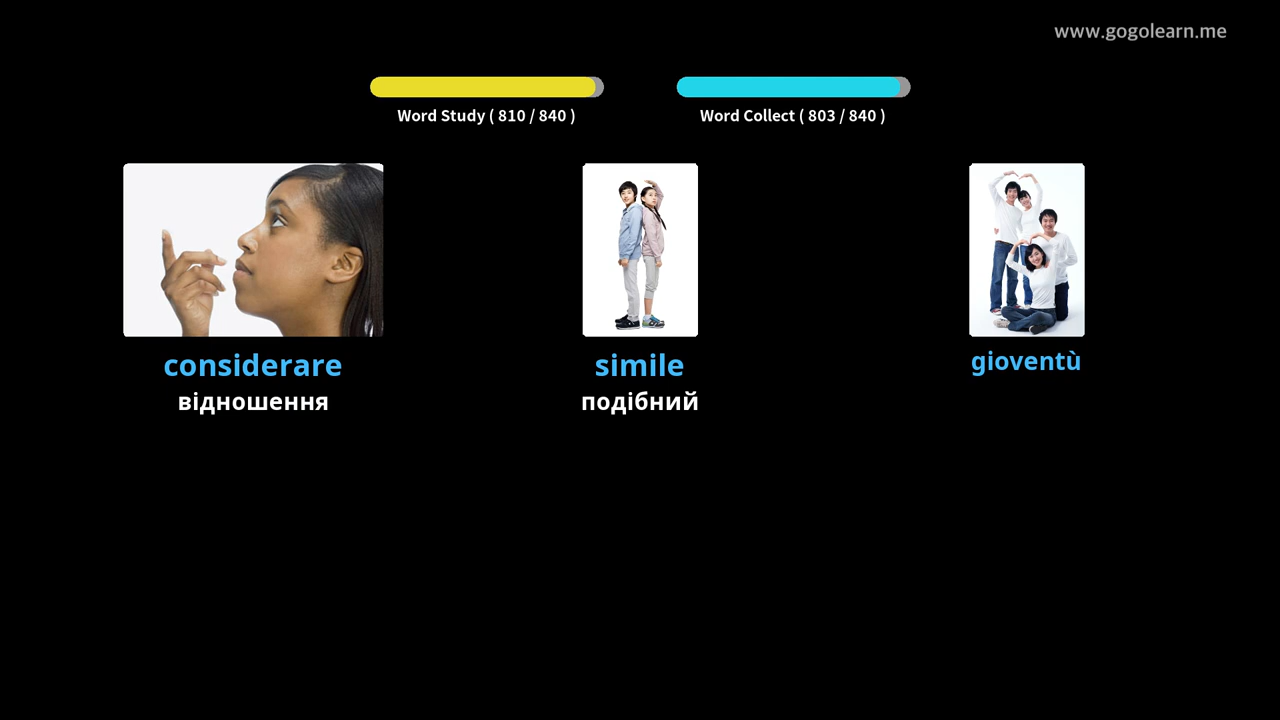 www.gogolearn.me
Word Study ( 810 / 840 )
Word Collect ( 803 / 840 )
considerare
відношення
simile
подібний
gioventù